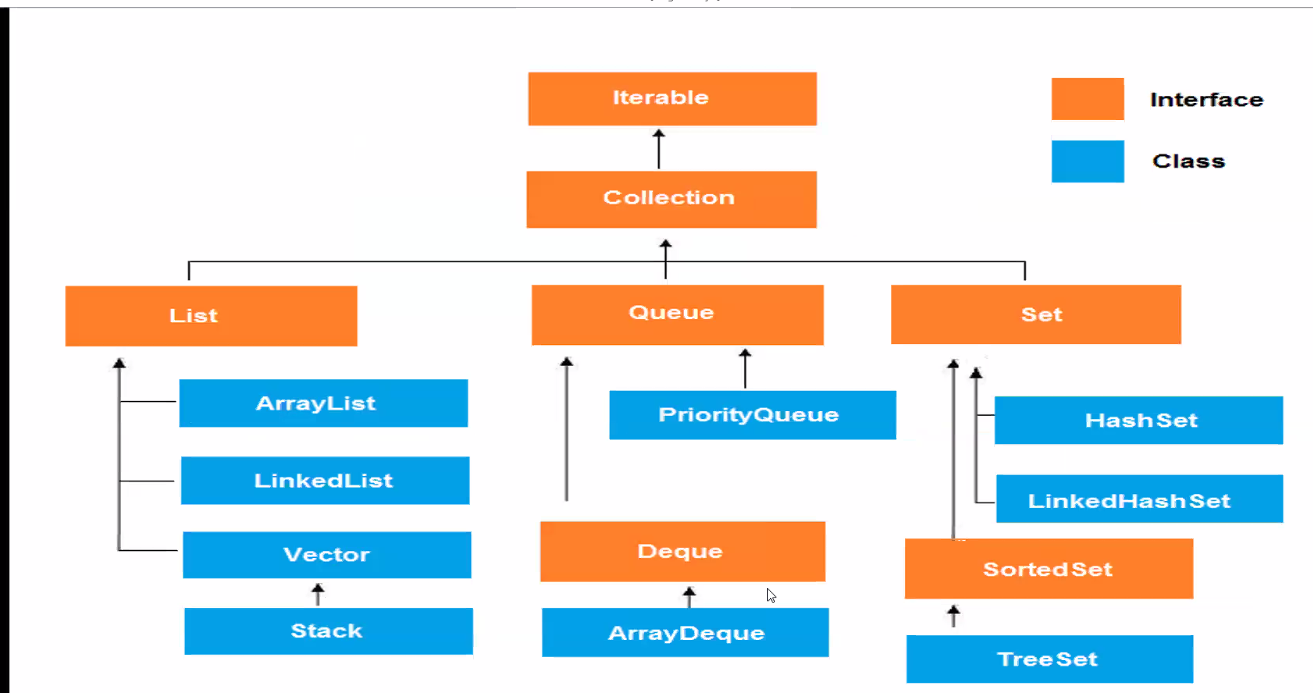 Iterable
Interface
Collection
Class
List
Queue
Set
ArrayList
PriorityQueue
HashSet
LinkedList
LinkedHashSet
Vector
Deque
SortedSet
Stack
ArrayDeque
TreeSet